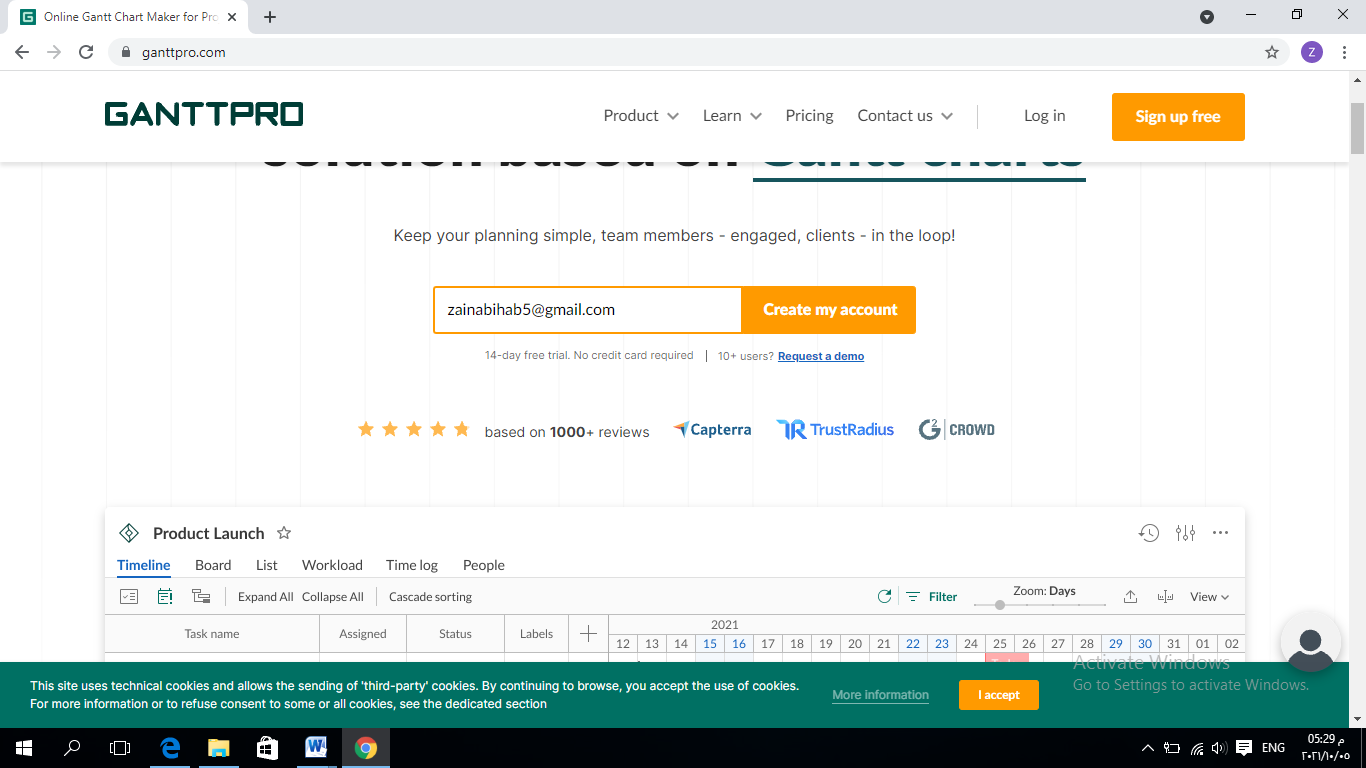 Online Gantt Chart Maker for Pro
ganttpro.com
Z
GANTTPRO
Product
Learn
Pricing
Contact us
Log in
Sign up free
solution based on Gantt charts
Keep your planning simple, team members - engaged, clients - in the loop!
zainabihab5@gmail.com
Create my account
14-day free trial. No credit card required | 10+ users? Request a demo
based on 1000+ reviews
Capterra
TrustRadius
G2 CROWD
Product Launch
Timeline Board List Workload Time log People
Expand All Collapse All Cascade sorting
Filter
Zoom: Days
View
Task name Assigned Status Labels
2021
12 13 14 15 16 17 18 19 20 21 22 23 24 25 26 27 28 29 30 31 01 02
Activate Windows
Go to Settings to activate Windows.
This site uses technical cookies and allows the sending of 'third-party' cookies. By continuing to browse, you accept the use of cookies.
For more information or to refuse consent to some or all cookies, see the dedicated section
More information
I accept
ENG
05:29 م
٢٠٢١/١٠/٠٥